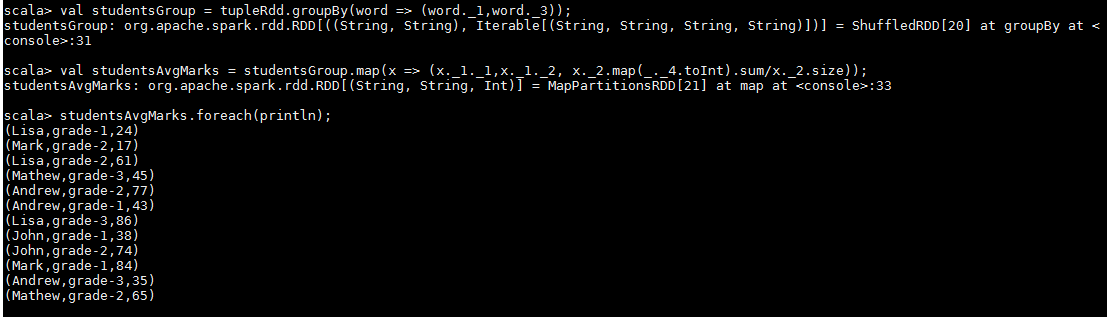 scala> val studentsGroup = tupleRdd.groupBy(word => (word._1,word._3));
studentsGroup: org.apache.spark.rdd.RDD[((String, String), Iterable[(String, String, String, String)])] = ShuffledRDD[20] at groupBy at <
console>:31
scala> val studentsAvgMarks = studentsGroup.map(x => (x._1._1,x._1._2, x._2.map(_._4.toInt).sum/x._2.size));
studentsAvgMarks: org.apache.spark.rdd.RDD[(String, String, Int)] = MapPartitionsRDD[21] at map at <console>:33
scala> studentsAvgMarks.foreach(println);
(Lisa,grade-1,24)
(Mark,grade-2,17)
(Lisa,grade-2,61)
(Mathew,grade-3,45)
(Andrew,grade-2,77)
(Andrew,grade-1,43)
(Lisa,grade-3,86)
(John,grade-1,38)
(John,grade-2,74)
(Mark,grade-1,84)
(Andrew,grade-3,35)
(Mathew,grade-2,65)